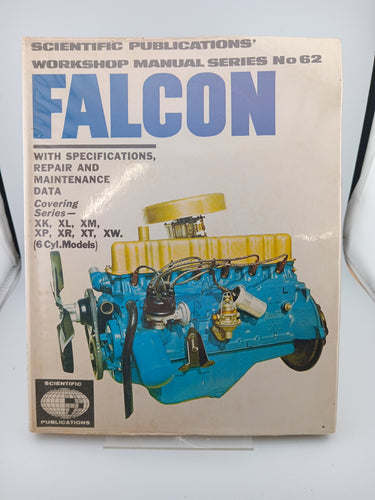 SCIENTIFIC PUBLICATIONS'
WORKSHOP MANUAL SERIES No 62
FALCON
WITH SPECIFICATIONS,
REPAIR AND
MAINTENANCE
DATA
Covering
Series—
XK, XL, XM,
XP, XR, XT, XW.
(6 Cyl. Models)
SCIENTIFIC
PUBLICATIONS